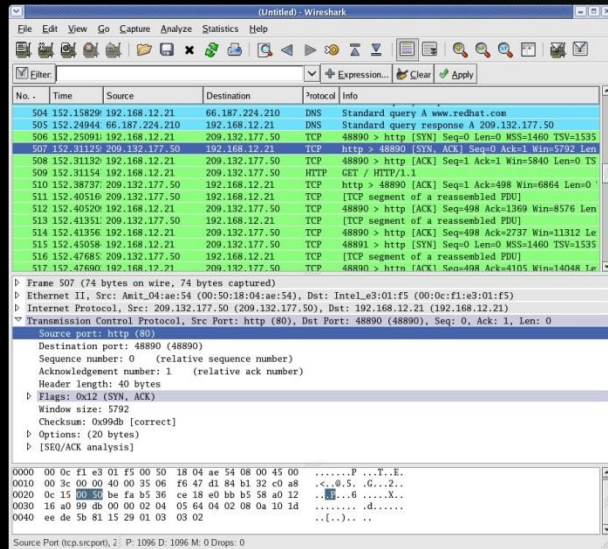 (Untitled) - Wireshark
File Edit View Go Capture Analyze Statistics Help
Filter: Expression... Clear Apply
No. - Time Source Destination Protocol Info
504 152.15829 192.168.12.21 66.187.224.210 DNS Standard query A www.redhat.com
505 152.24944 66.187.224.210 192.168.12.21 DNS Standard query response A 209.132.177.50
506 152.25091 192.168.12.21 209.132.177.50 TCP 48890 > http [SYN] Seq=0 Len=0 MSS=1460 TSV=1535
507 152.31125 209.132.177.50 192.168.12.21 TCP http > 48890 [SYN, ACK] Seq=0 Ack=1 Win=5792 Len
508 152.31132 192.168.12.21 209.132.177.50 TCP 48890 > http [ACK] Seq=1 Ack=1 Win=5840 Len=0 TS
509 152.31154 192.168.12.21 209.132.177.50 HTTP GET / HTTP/1.1
510 152.38737 209.132.177.50 192.168.12.21 TCP http > 48890 [ACK] Seq=1 Ack=498 Win=6864 Len=0
511 152.40516 209.132.177.50 192.168.12.21 TCP [TCP segment of a reassembled PDU]
512 152.40520 192.168.12.21 209.132.177.50 TCP 48890 > http [ACK] Seq=498 Ack=1369 Win=8576 Len
513 152.41351 209.132.177.50 192.168.12.21 TCP [TCP segment of a reassembled PDU]
514 152.41356 192.168.12.21 209.132.177.50 TCP 48890 > http [ACK] Seq=498 Ack=2737 Win=11312 Le
515 152.45058 192.168.12.21 209.132.177.50 TCP 48891 > http [SYN] Seq=0 Len=0 MSS=1460 TSV=1535
516 152.47685 209.132.177.50 192.168.12.21 TCP [TCP segment of a reassembled PDU]
517 152.47690 192.168.12.21 209.132.177.50 TCP 48890 > http [ACK] Seq=498 Ack=4105 Win=14048 Le
Frame 507 (74 bytes on wire, 74 bytes captured)
Ethernet II, Src: Amit_04:ae:54 (00:50:18:04:ae:54), Dst: Intel_e3:01:f5 (00:0c:f1:e3:01:f5)
Internet Protocol, Src: 209.132.177.50 (209.132.177.50), Dst: 192.168.12.21 (192.168.12.21)
Transmission Control Protocol, Src Port: http (80), Dst Port: 48890 (48890), Seq: 0, Ack: 1, Len: 0
Source port: http (80)
Destination port: 48890 (48890)
Sequence number: 0 (relative sequence number)
Acknowledgement number: 1 (relative ack number)
Header length: 40 bytes
Flags: 0x12 (SYN, ACK)
Window size: 5792
Checksum: 0x99db [correct]
Options: (20 bytes)
[SEQ/ACK analysis]
0000 00 0c f1 e3 01 f5 00 50 18 04 ae 54 08 00 45 00 .......P ...T..E.
0010 00 3c 00 00 40 00 35 06 f6 47 d1 84 b1 32 c0 a8 .<..@.5. .G...2..
0020 0c 15 00 50 be fa b5 36 ce 18 e0 bb b5 58 a0 12 ...P...6 .....X..
0030 16 a0 99 db 00 00 02 04 05 64 04 02 08 0a 10 1d ........ .d......
0040 ee de 5b 81 15 29 01 03 03 02 ..[..).. ..
Source Port (tcp.srcport), 2 P: 1096 D: 1096 M: 0 Drops: 0